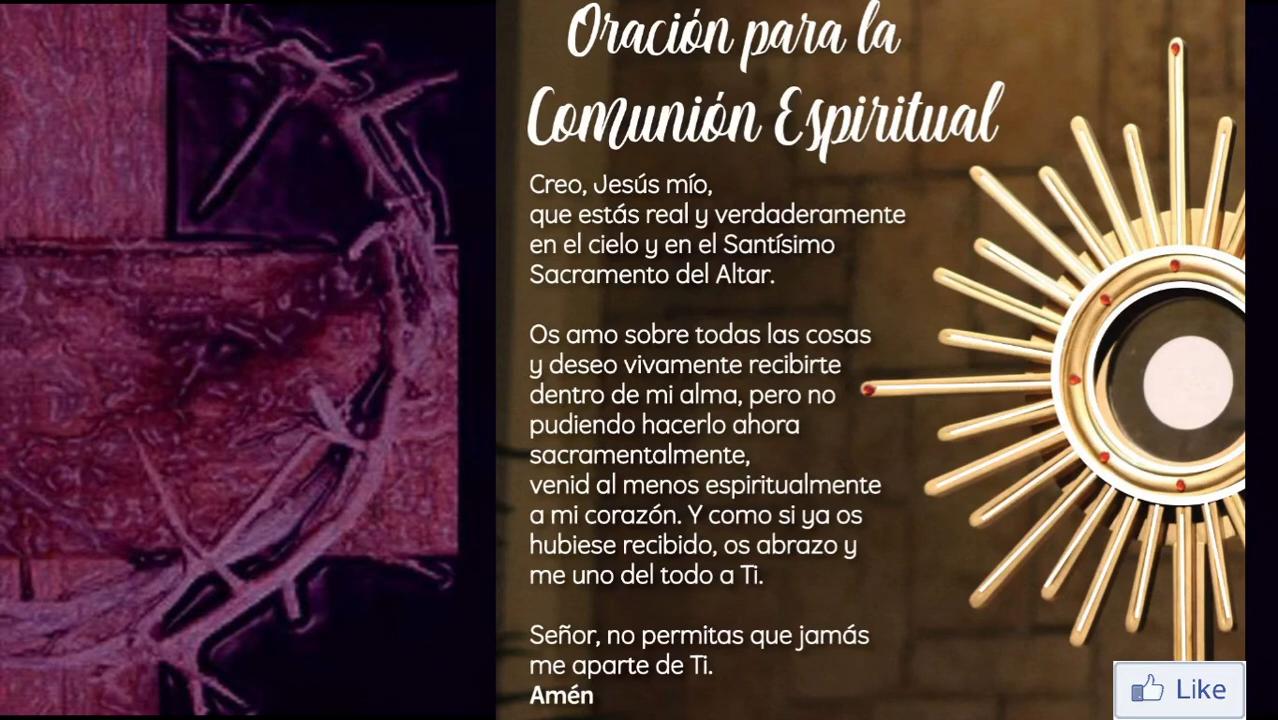 Oración para la
Comunión Espiritual
Creo, Jesús mío,
que estás real y verdaderamente
en el cielo y en el Santísimo
Sacramento del Altar.
Os amo sobre todas las cosas
y deseo vivamente recibirte
dentro de mi alma, pero no
pudiendo hacerlo ahora
sacramentalmente,
venid al menos espiritualmente
a mi corazón. Y como si ya os
hubiese recibido, os abrazo y
me uno del todo a Ti.
Señor, no permitas que jamás
me aparte de Ti.
Amén
Like